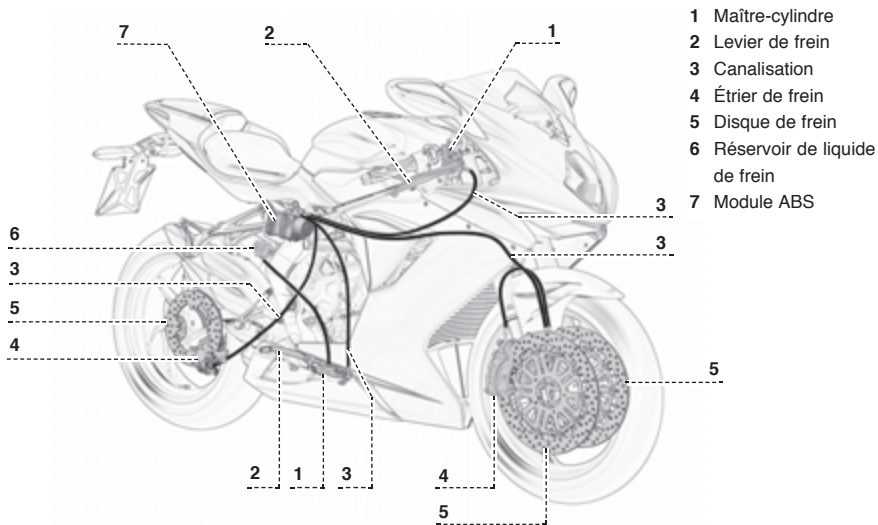 7
2
1
1 Maître-cylindre
2 Levier de frein
3 Canalisation
4 Étrier de frein
5 Disque de frein
6 Réservoir de liquide
de frein
7 Module ABS
3
3
6
3
5
4
5
2
1
3
4
5